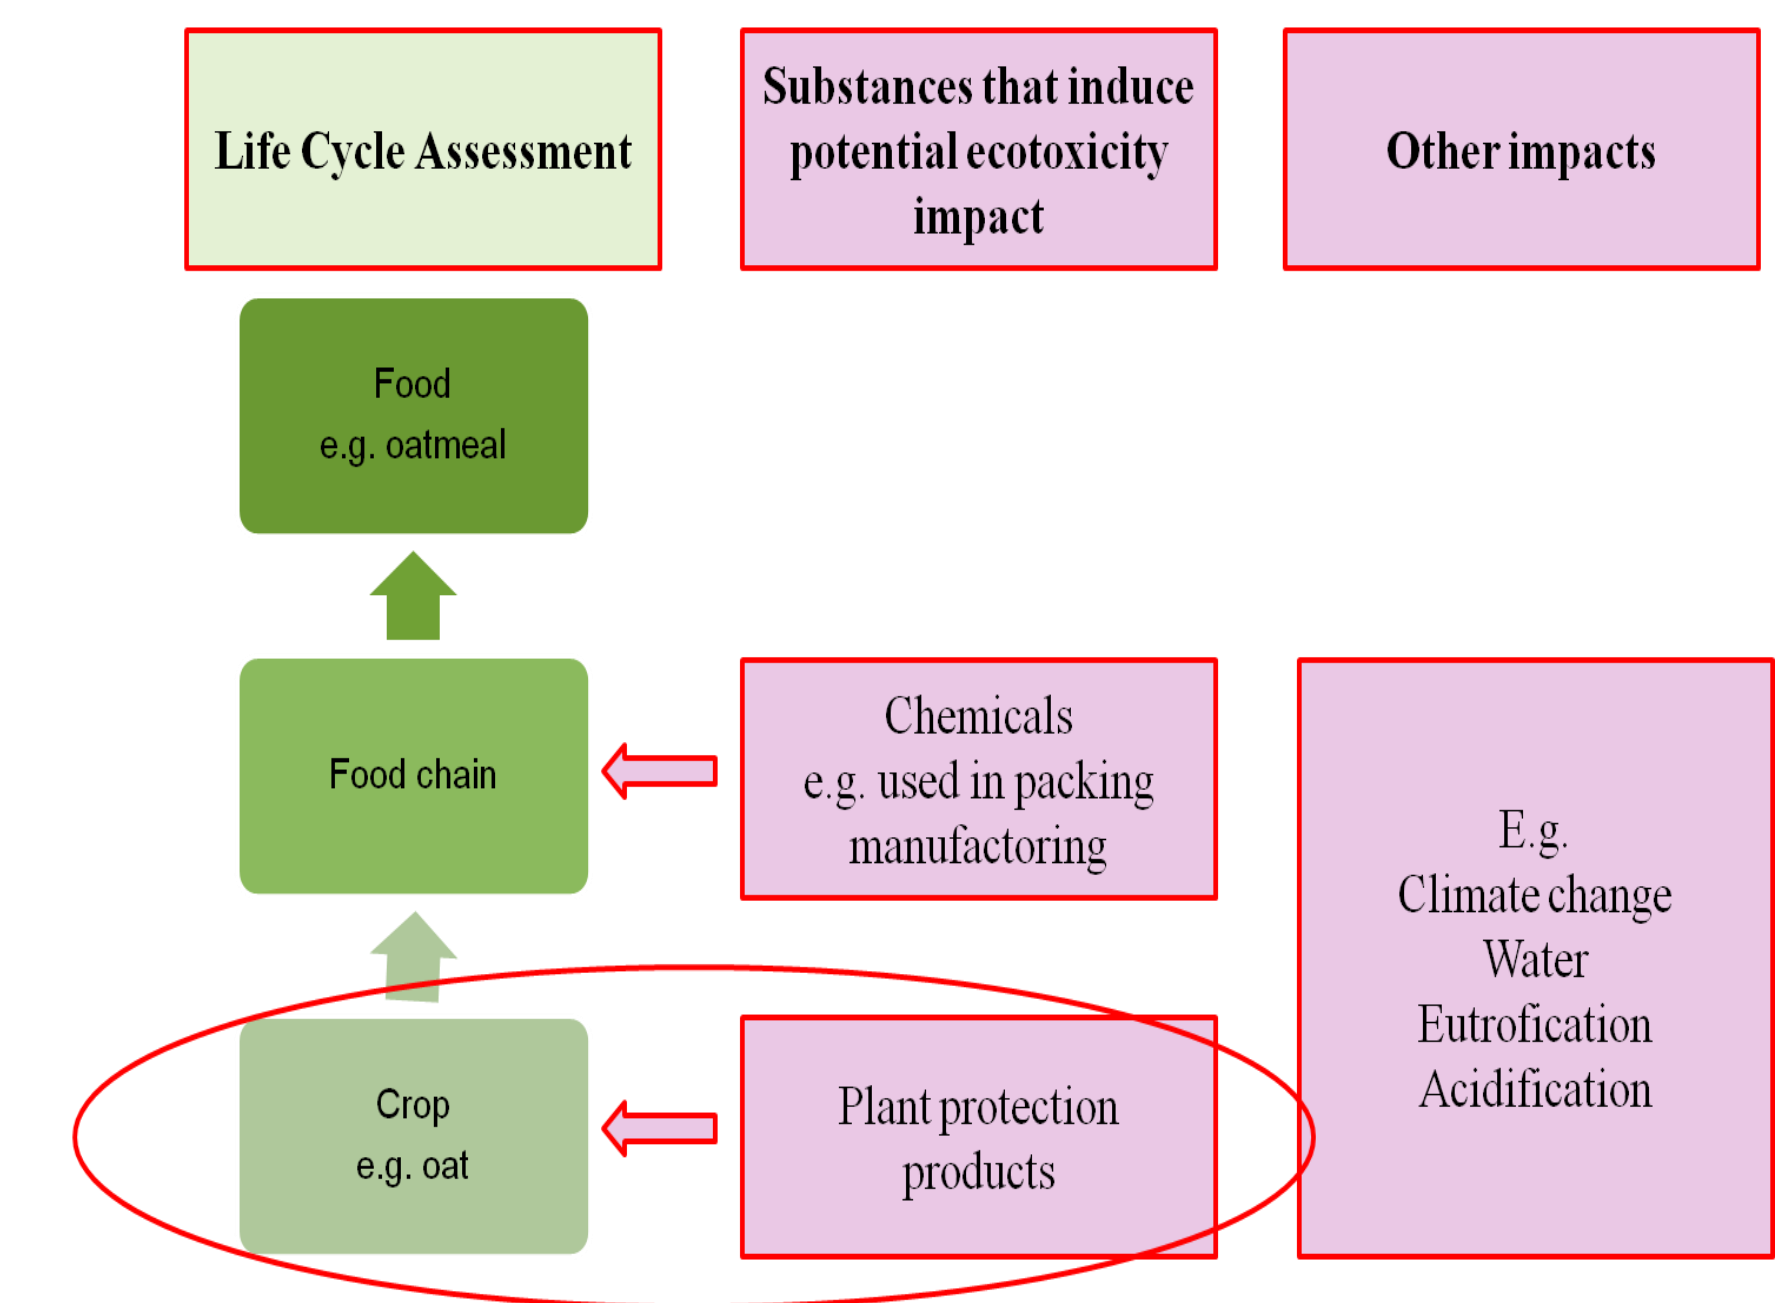 Life Cycle Assessment
Substances that induce
potential ecotoxicity
impact
Other impacts
Food
e.g. oatmeal
Food chain
Chemicals
e.g. used in packing
manufactoring
E.g.
Climate change
Water
Eutrofication
Acidification
Crop
e.g. oat
Plant protection
products